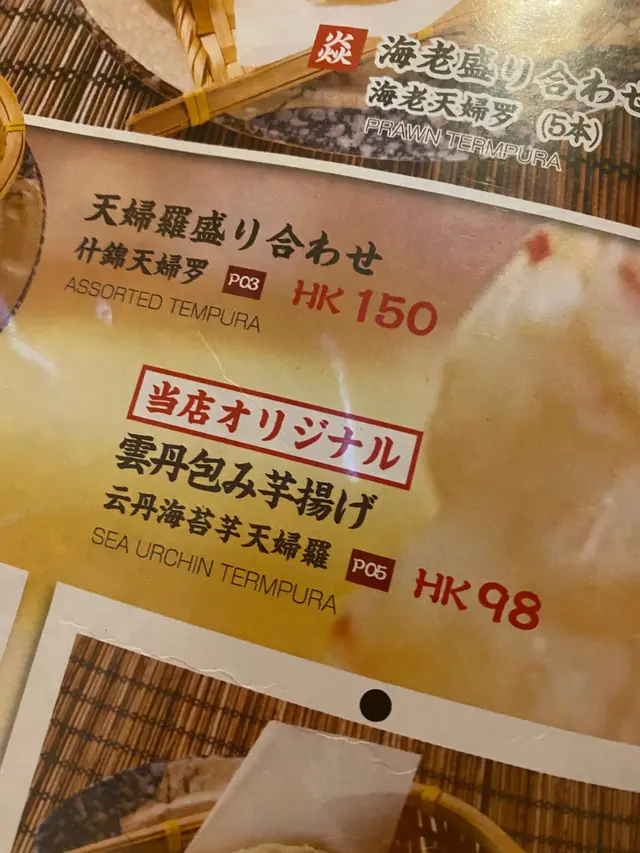 焱 海老盛り合わせ
海老天婦罗 (5本)
PRAWN TERMPURA
天婦羅盛り合わせ
什錦天婦罗 P03 HK 150
ASSORTED TEMPURA
当店オリジナル
雲丹包み芋揚げ
云丹海苔芋天婦羅 P05 HK 98
SEA URCHIN TERMPURA